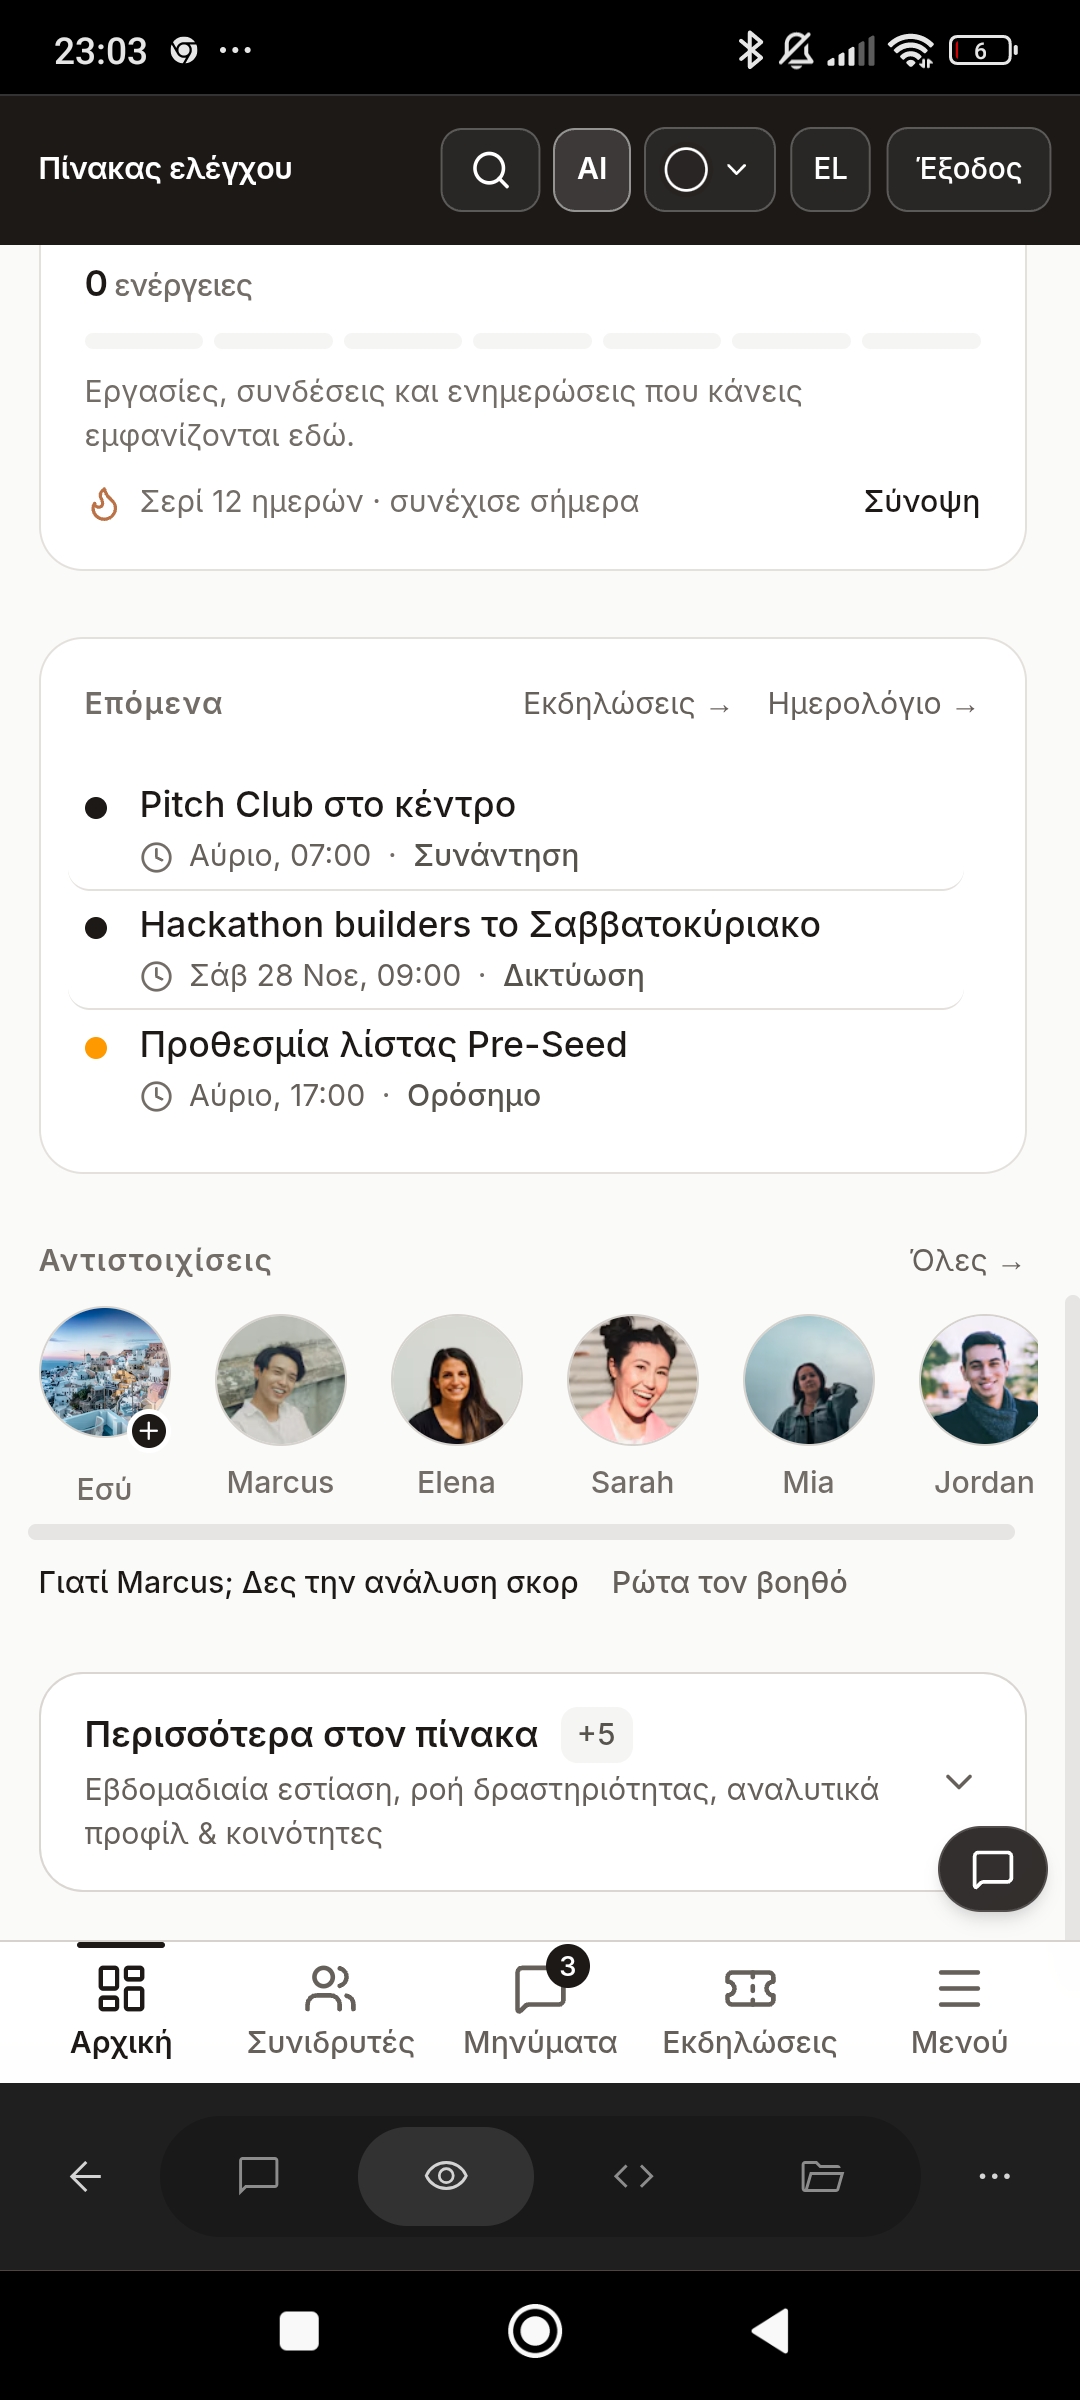 23:03
6
Πίνακας ελέγχου
AI
EL
Έξοδος
0 ενέργειες
Εργασίες, συνδέσεις και ενημερώσεις που κάνεις
εμφανίζονται εδώ.
Σερί 12 ημερών · συνέχισε σήμερα
Σύνοψη
Επόμενα
Εκδηλώσεις →
Ημερολόγιο →
Pitch Club στο κέντρο
Αύριο, 07:00 · Συνάντηση
Hackathon builders το Σαββατοκύριακο
Σάβ 28 Νοε, 09:00 · Δικτύωση
Προθεσμία λίστας Pre-Seed
Αύριο, 17:00 · Ορόσημο
Αντιστοιχίσεις
Όλες →
Εσύ
Marcus
Elena
Sarah
Mia
Jordan
Γιατί Marcus; Δες την ανάλυση σκορ
Ρώτα τον βοηθό
Περισσότερα στον πίνακα
+5
Εβδομαδιαία εστίαση, ροή δραστηριότητας, αναλυτικά
προφίλ & κοινότητες
3
Αρχική
Συνιδρυτές
Μηνύματα
Εκδηλώσεις
Μενού